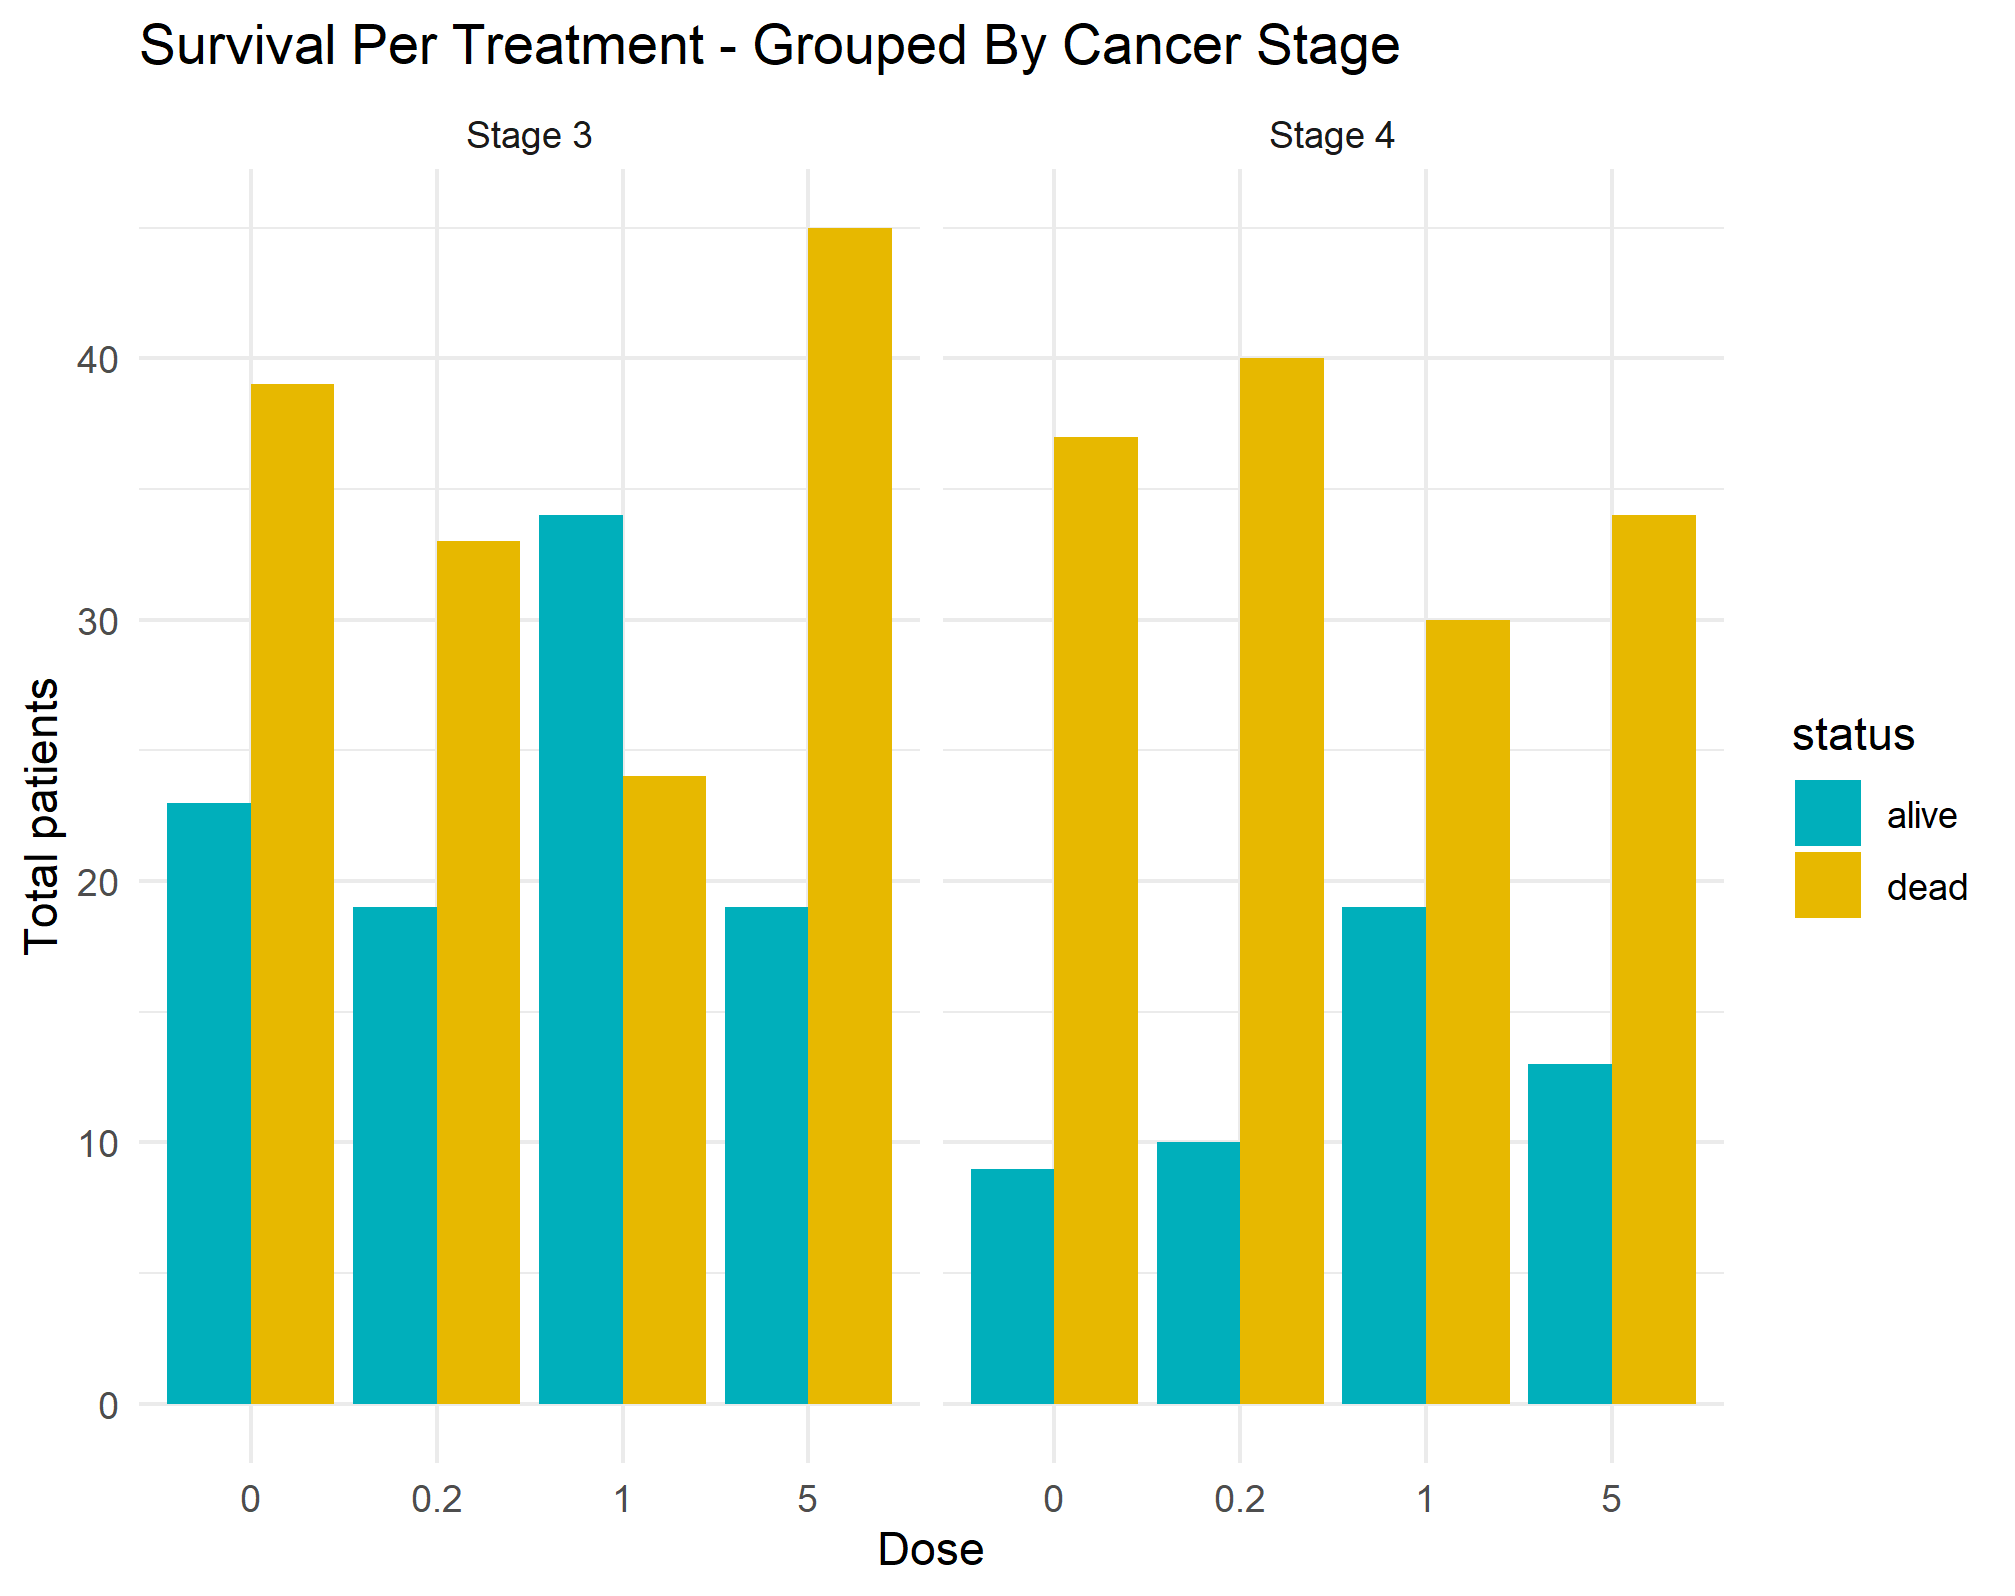 Survival Per Treatment - Grouped By Cancer Stage
Stage 3
Stage 4
40
30
20
10
0
Total patients
0 0.2 1 5
0 0.2 1 5
Dose
status
alive
dead